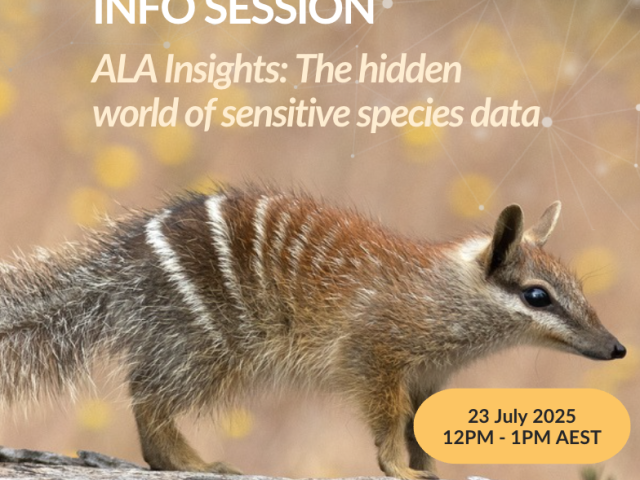 INFO SESSION
ALA Insights: The hidden
world of sensitive species data
23 July 2025
12PM - 1PM AEST